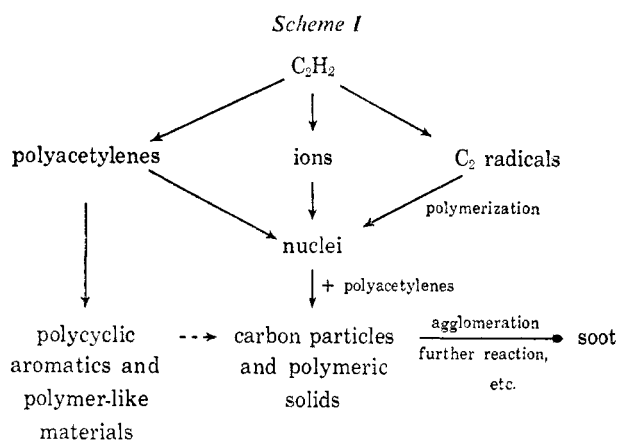 Scheme I
C₂H₂
polyacetylenes
ions
C₂ radicals
polymerization
nuclei
+ polyacetylenes
polycyclic
aromatics and
polymer-like
materials
carbon particles
and polymeric
solids
agglomeration
further reaction,
etc.
soot